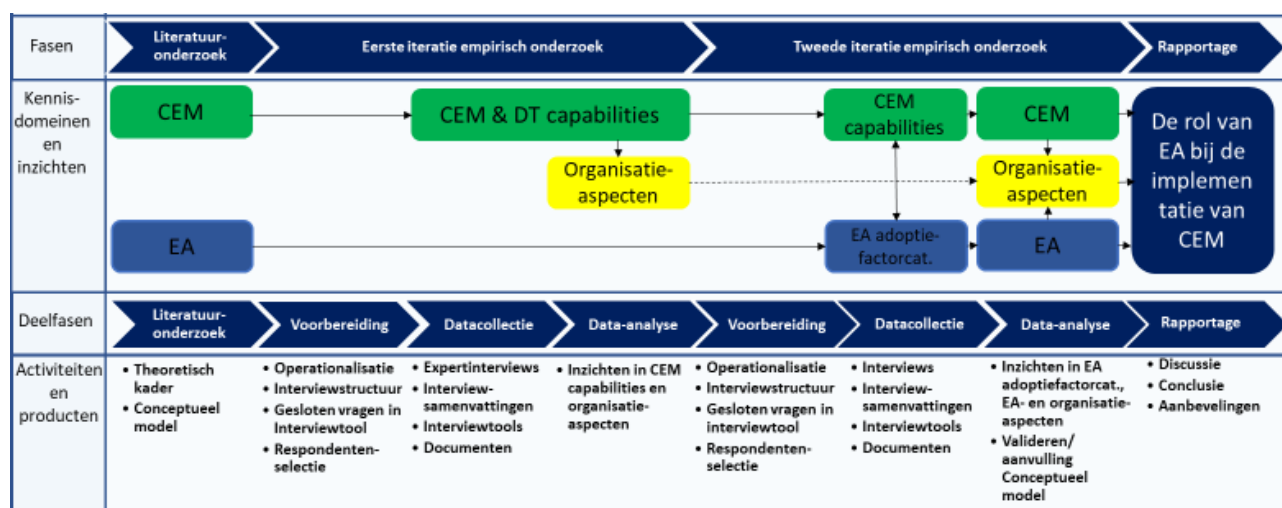 Fasen
Literatuur-
onderzoek
Eerste iteratie empirisch onderzoek
Tweede iteratie empirisch onderzoek
Rapportage
Kennis-
domeinen
en
inzichten
CEM
CEM & DT capabilities
CEM
capabilities
CEM
Organisatie-
aspecten
Organisatie-
aspecten
EA
EA adoptie-
factorcat.
EA
De rol van
EA bij de
implemen
tatie van
CEM
Deelfasen
Literatuur-
onderzoek
Voorbereiding
Datacollectie
Data-analyse
Voorbereiding
Datacollectie
Data-analyse
Rapportage
Activiteiten
en
producten
• Theoretisch
kader
• Conceptueel
model
• Operationalisatie
• Interviewstructuur
• Gesloten vragen in
Interviewtool
• Respondenten-
selectie
• Expertinterviews
• Interview-
samenvattingen
• Interviewtools
• Documenten
• Inzichten in CEM
capabilities en
organisatie-
aspecten
• Operationalisatie
• Interviewstructuur
• Gesloten vragen in
interviewtool
• Respondenten-
selectie
• Interviews
• Interview-
samenvattingen
• Interviewtools
• Documenten
• Inzichten in EA
adoptiefactorcat.,
EA- en organisatie-
aspecten
• Valideren/
aanvulling
Conceptueel
model
• Discussie
• Conclusie
• Aanbevelingen